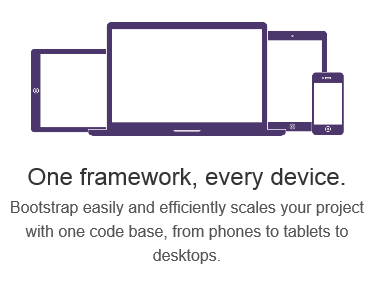 One framework, every device.
Bootstrap easily and efficiently scales your project
with one code base, from phones to tablets to
desktops.